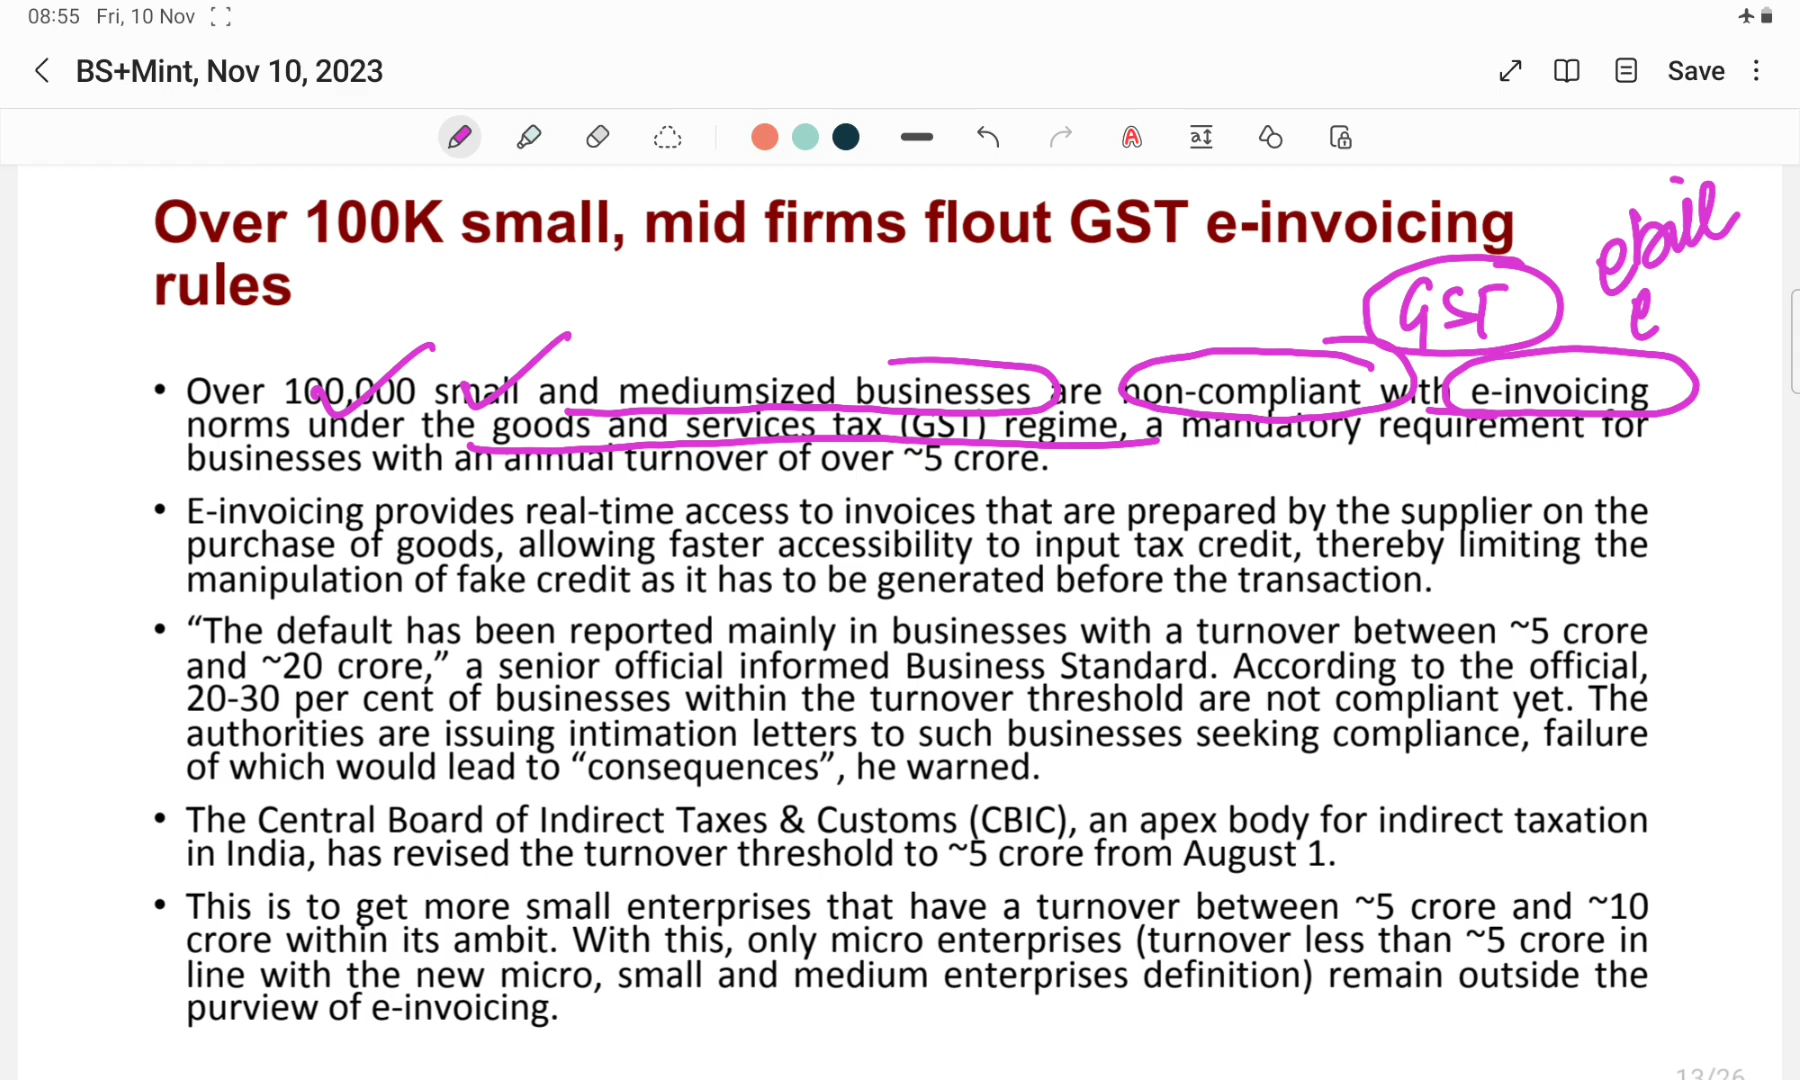 08:55 Fri, 10 Nov
BS+Mint, Nov 10, 2023
Save
A
a
Over 100K small, mid firms flout GST e-invoicing
rules
ebill
GST
e
• Over 100,000 small and mediumsized businesses are non-compliant with e-invoicing
norms under the goods and services tax (GST) regime, a mandatory requirement for
businesses with an annual turnover of over ~5 crore.
• E-invoicing provides real-time access to invoices that are prepared by the supplier on the
purchase of goods, allowing faster accessibility to input tax credit, thereby limiting the
manipulation of fake credit as it has to be generated before the transaction.
• “The default has been reported mainly in businesses with a turnover between ~5 crore
and ~20 crore,” a senior official informed Business Standard. According to the official,
20-30 per cent of businesses within the turnover threshold are not compliant yet. The
authorities are issuing intimation letters to such businesses seeking compliance, failure
of which would lead to “consequences”, he warned.
• The Central Board of Indirect Taxes & Customs (CBIC), an apex body for indirect taxation
in India, has revised the turnover threshold to ~5 crore from August 1.
• This is to get more small enterprises that have a turnover between ~5 crore and ~10
crore within its ambit. With this, only micro enterprises (turnover less than ~5 crore in
line with the new micro, small and medium enterprises definition) remain outside the
purview of e-invoicing.
13/26